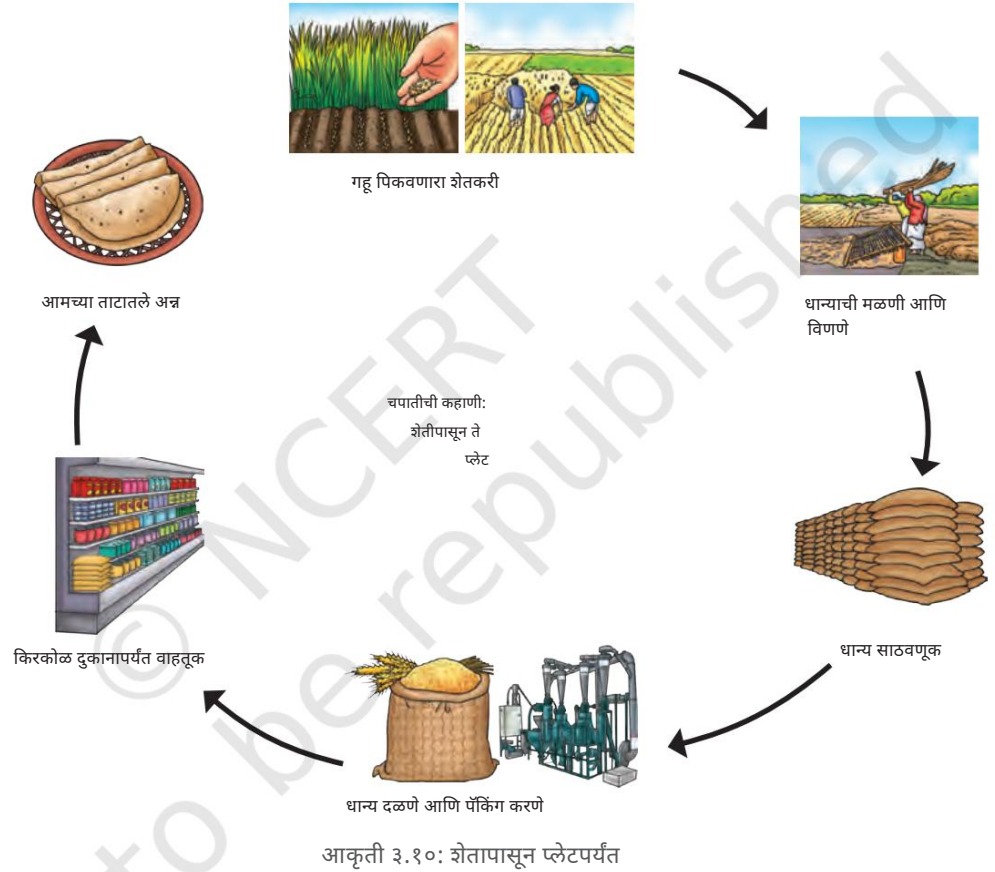 गहू पिकवणारा शेतकरी
धान्याची मळणी आणि
विणणे
धान्य साठवणूक
धान्य दळणे आणि पॅकिंग करणे
किरकोळ दुकानापर्यंत वाहतूक
आमच्या ताटातले अन्न
चपातीची कहाणी:
शेतीपासून ते
प्लेट
आकृती ३.१०: शेतापासून प्लेटपर्यंत
© NCERT
to be republished